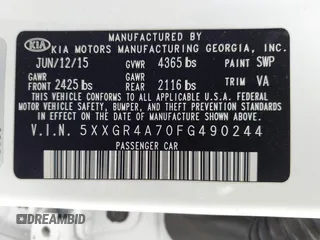 MANUFACTURED BY
KIA KIA MOTORS MANUFACTURING GEORGIA, INC.
JUN/12/15 GVWR 4365 lbs PAINT SWP
GAWR FRONT 2425 lbs GAWR REAR 2116 lbs TRIM VA
THIS VEHICLE CONFORMS TO ALL APPLICABLE FEDERAL MOTOR VEHICLE SAFETY, BUMPER, AND THEFT PREVENTION STANDARDS IN EFFECT ON THE DATE OF MANUFACTURE SHOWN ABOVE.
V.I.N. 5XXGR4A70FG490244
PASSENGER CAR
DREAMBID